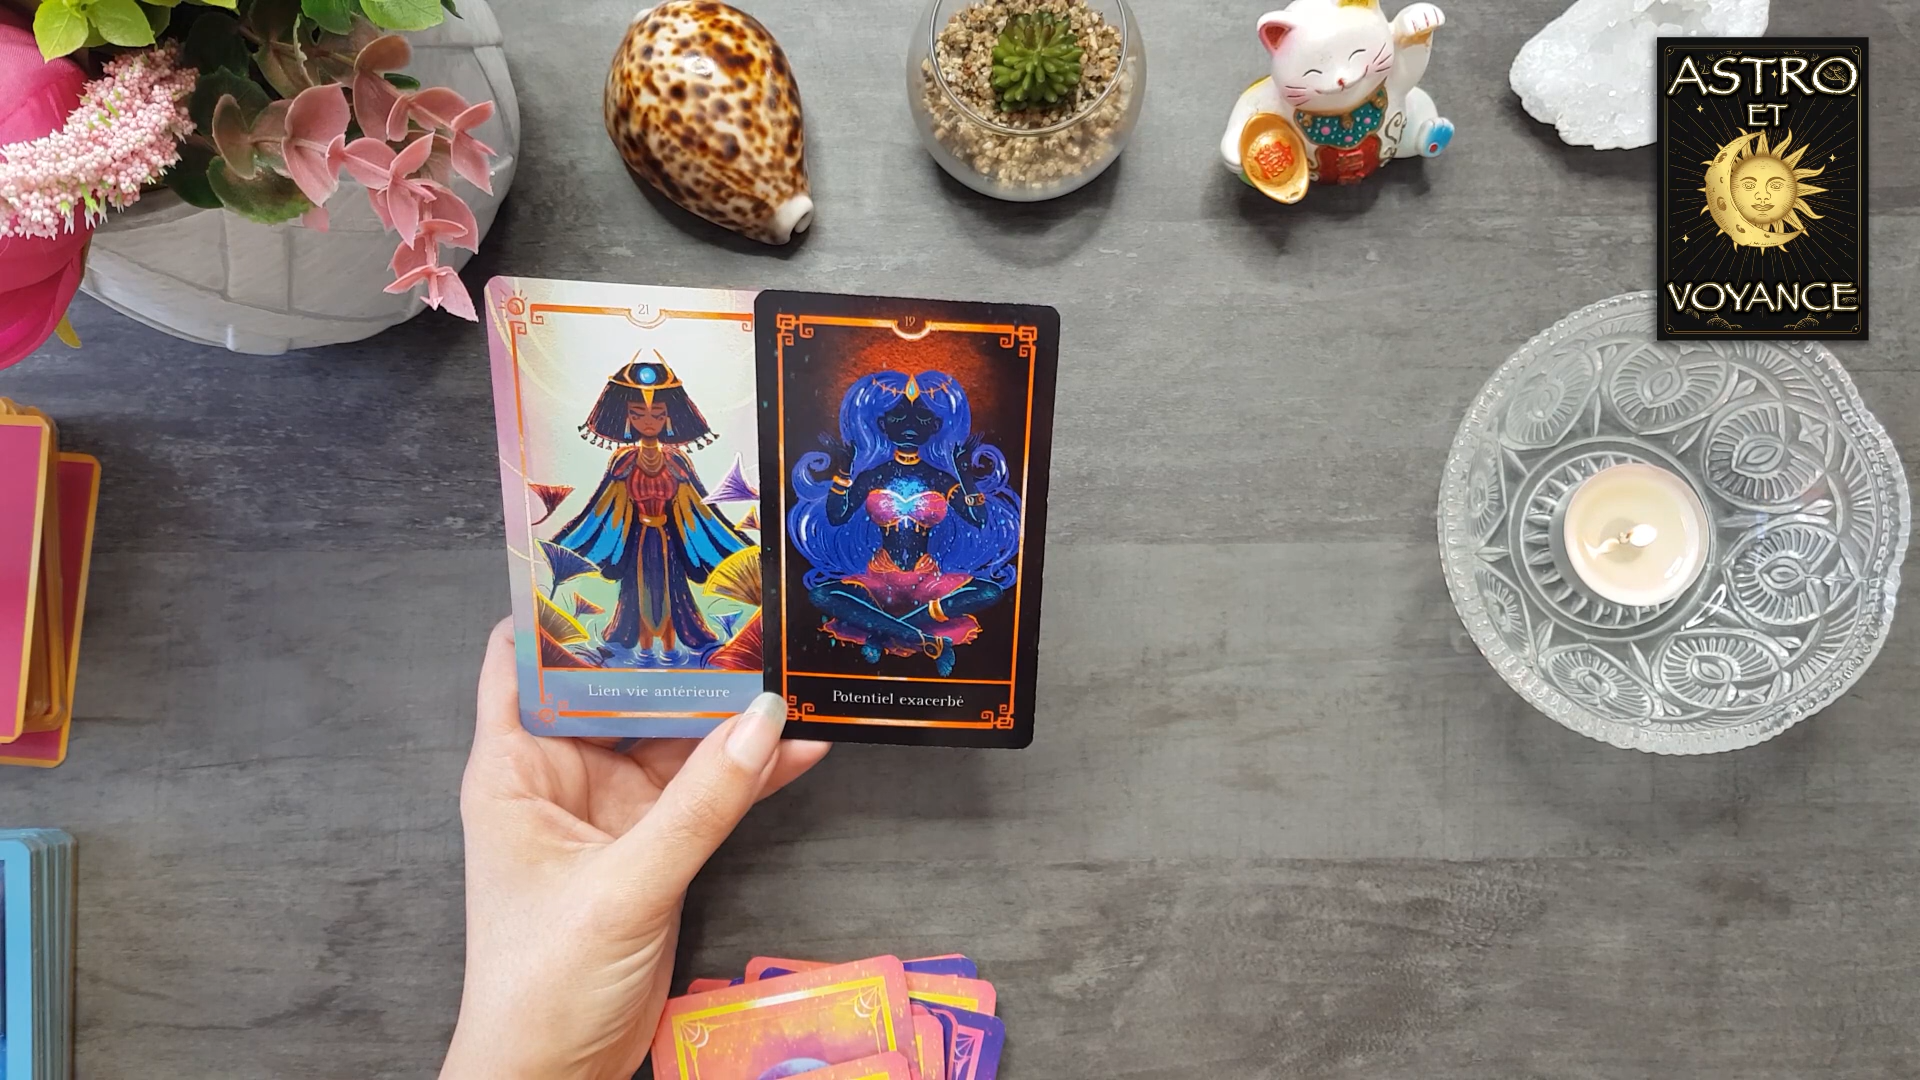 ASTRO
ET
VOYANCE
21
19
Lien vie antérieure
Potentiel exacerbé